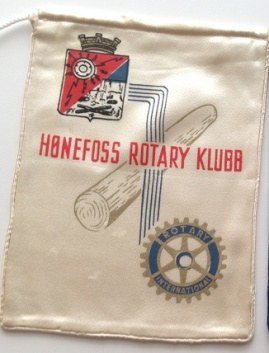 HØNEFOSS ROTARY KLUBB
ROTARY
INTERNATIONAL